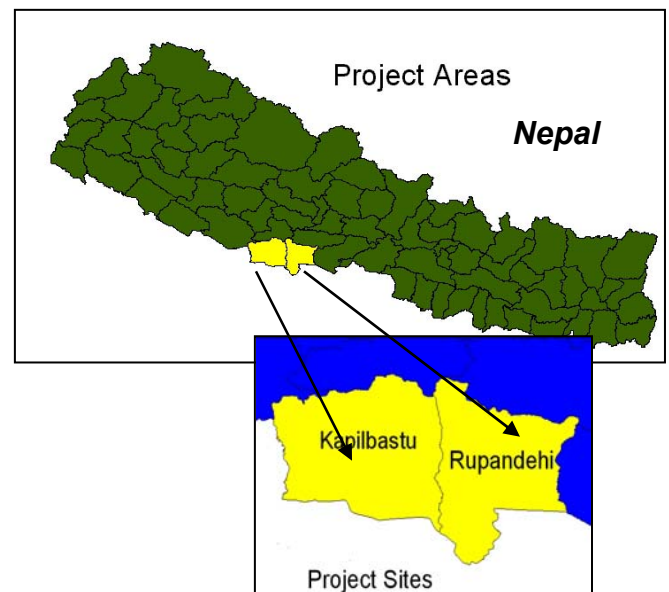 Project Areas
Nepal
Kapilbastu
Rupandehi
Project Sites